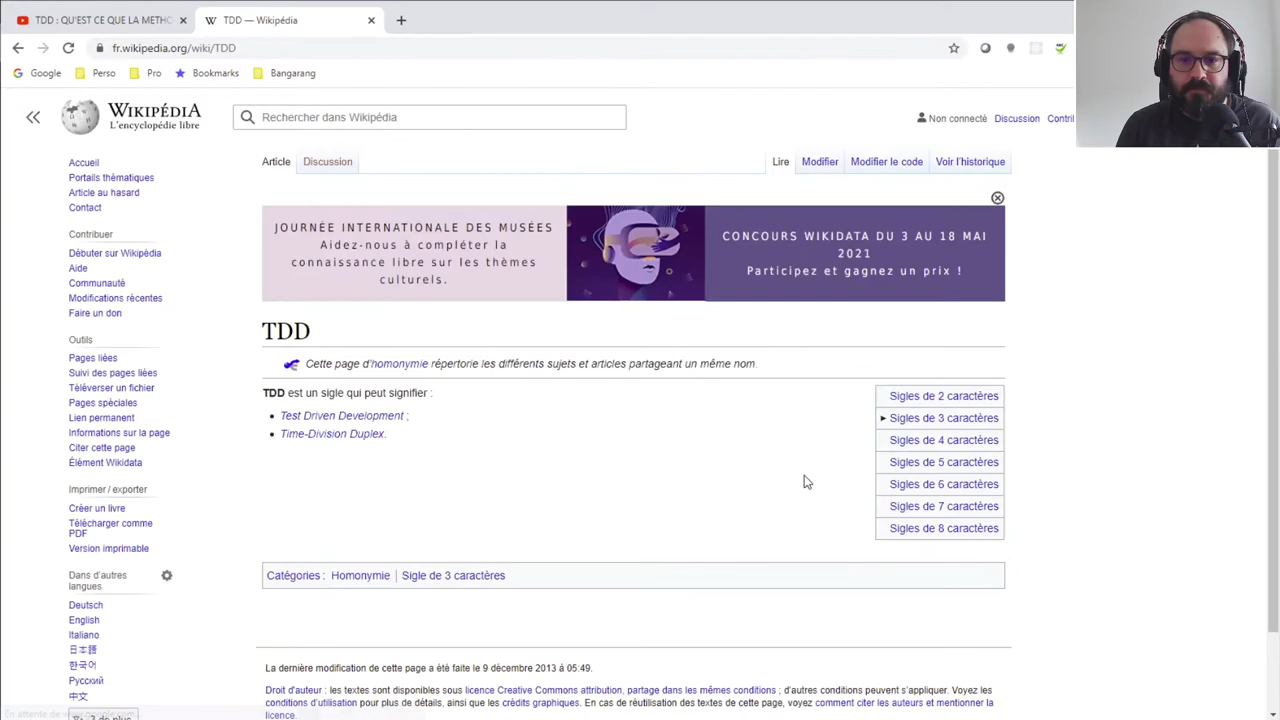 TDD : QU'EST CE QUE LA METHO
TDD — Wikipédia
fr.wikipedia.org/wiki/TDD
Google
Perso
Pro
Bookmarks
Bangarang
WIKIPÉDIA
L'encyclopédie libre
Rechercher dans Wikipédia
Non connecté
Discussion
Contri
Accueil
Portails thématiques
Article au hasard
Contact
Contribuer
Débuter sur Wikipédia
Aide
Communauté
Modifications récentes
Faire un don
Outils
Pages liées
Suivi des pages liées
Téléverser un fichier
Pages spéciales
Lien permanent
Informations sur la page
Citer cette page
Élément Wikidata
Imprimer / exporter
Créer un livre
Télécharger comme
PDF
Version imprimable
Dans d'autres
langues
Deutsch
English
Italiano
日本語
한국어
Русский
中文
Article
Discussion
Lire
Modifier
Modifier le code
Voir l'historique
JOURNÉE INTERNATIONALE DES MUSÉES
Aidez-nous à compléter la
connaissance libre sur les thèmes
culturels.
CONCOURS WIKIDATA DU 3 AU 18 MAI
2021
Participez et gagnez un prix !
TDD
Cette page d'homonymie répertorie les différents sujets et articles partageant un même nom.
TDD est un sigle qui peut signifier :
• Test Driven Development ;
• Time-Division Duplex.
Sigles de 2 caractères
▸ Sigles de 3 caractères
Sigles de 4 caractères
Sigles de 5 caractères
Sigles de 6 caractères
Sigles de 7 caractères
Sigles de 8 caractères
Catégories : Homonymie | Sigle de 3 caractères
La dernière modification de cette page a été faite le 9 décembre 2013 à 05:49.
Droit d'auteur : les textes sont disponibles sous licence Creative Commons attribution, partage dans les mêmes conditions ; d'autres conditions peuvent s'appliquer. Voyez les
conditions d'utilisation pour plus de détails, ainsi que les crédits graphiques. En cas de réutilisation des textes de cette page, voyez comment citer les auteurs et mentionner la
licence.
En attente de www.google.com...